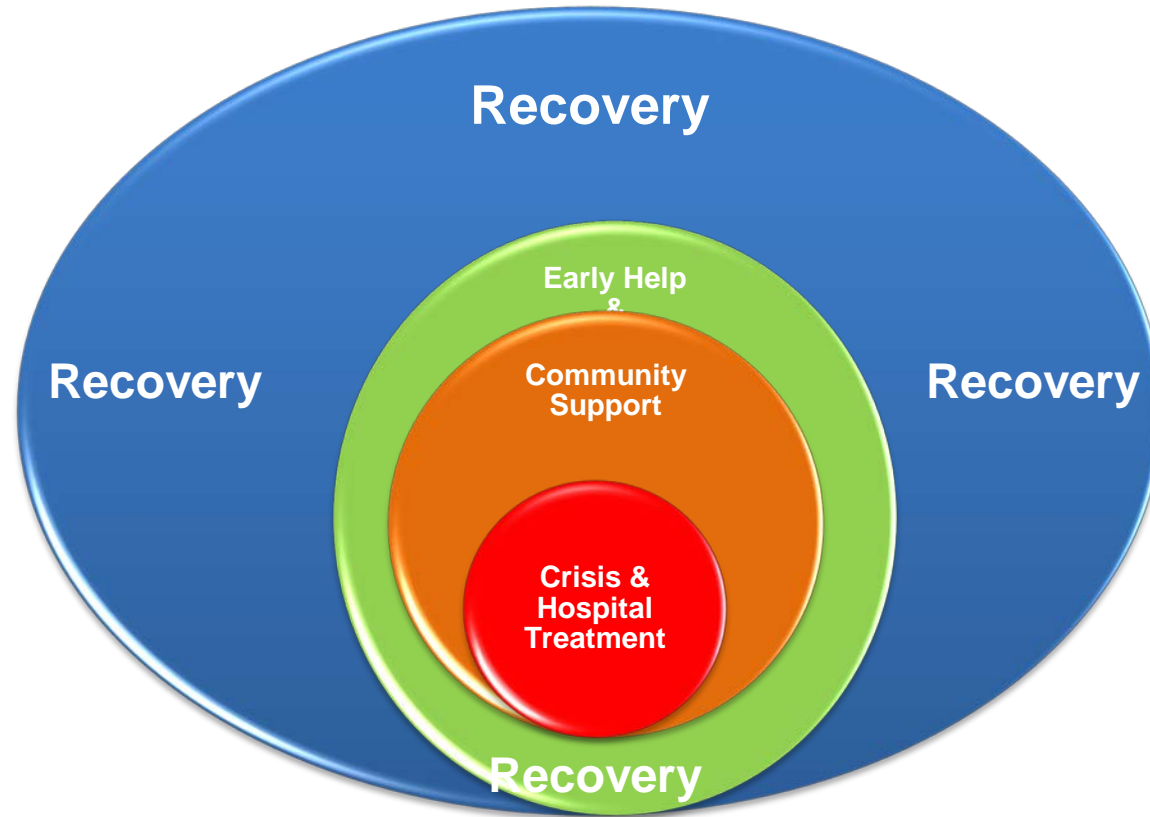 Recovery
Early Help
&
Recovery
Community
Support
Recovery
Crisis &
Hospital
Treatment
Recovery